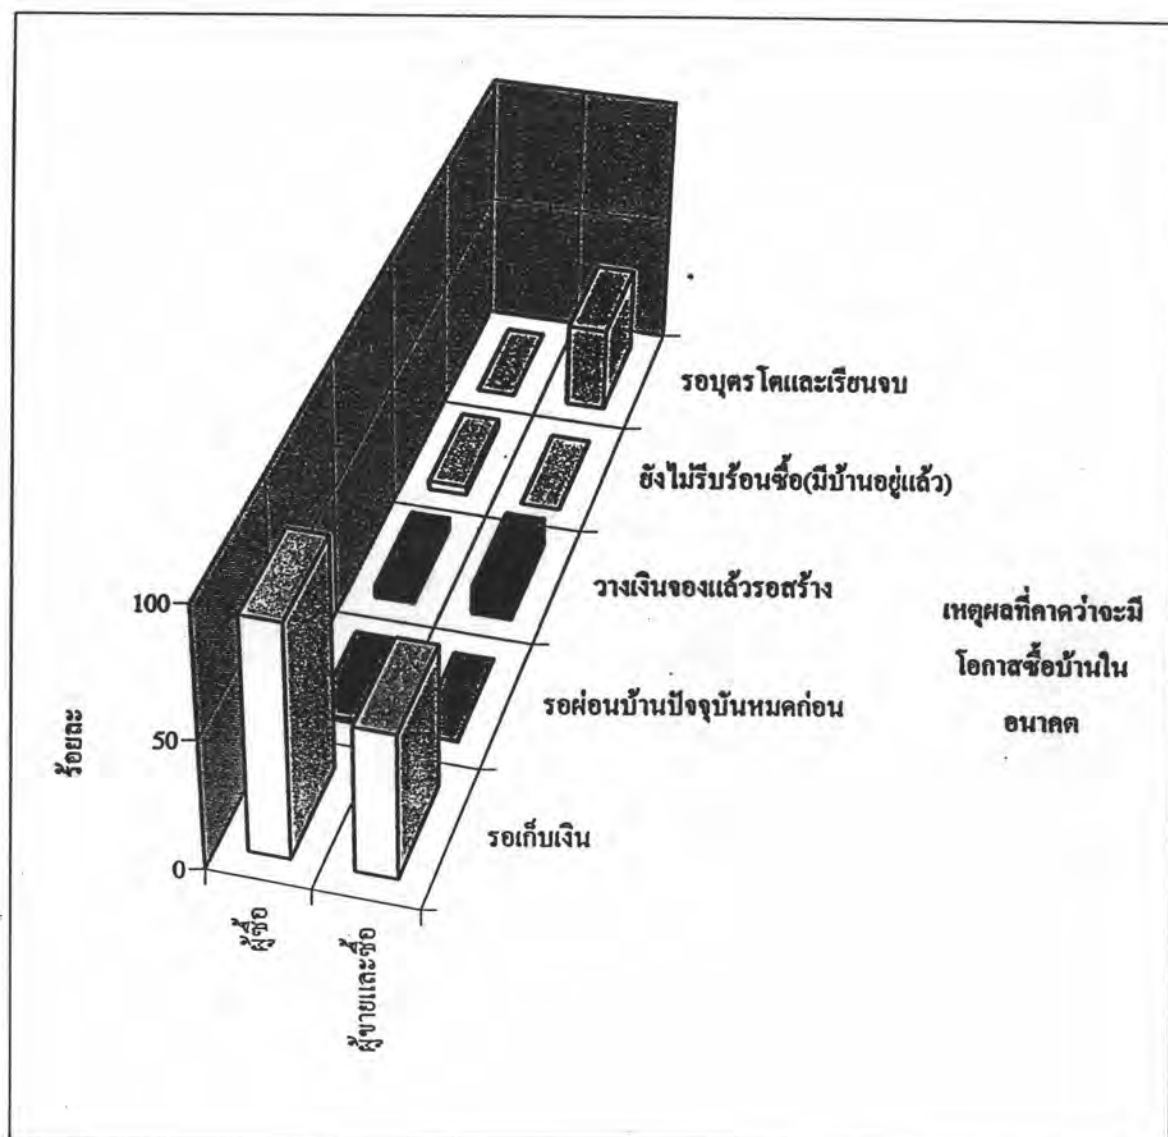 รอบุตรโตและเรียนจบ
ยังไม่รีบร้อนซื้อ(มีบ้านอยู่แล้ว)
วางเงินจองแล้วรอสร้าง
รอผ่อนบ้านปัจจุบันหมดก่อน
รอเก็บเงิน
เหตุผลที่คาดว่าจะมี
โอกาสซื้อบ้านใน
อนาคต
100
50
0
ร้อยละ
ผู้ซื้อ
ผู้ขายและซื้อ